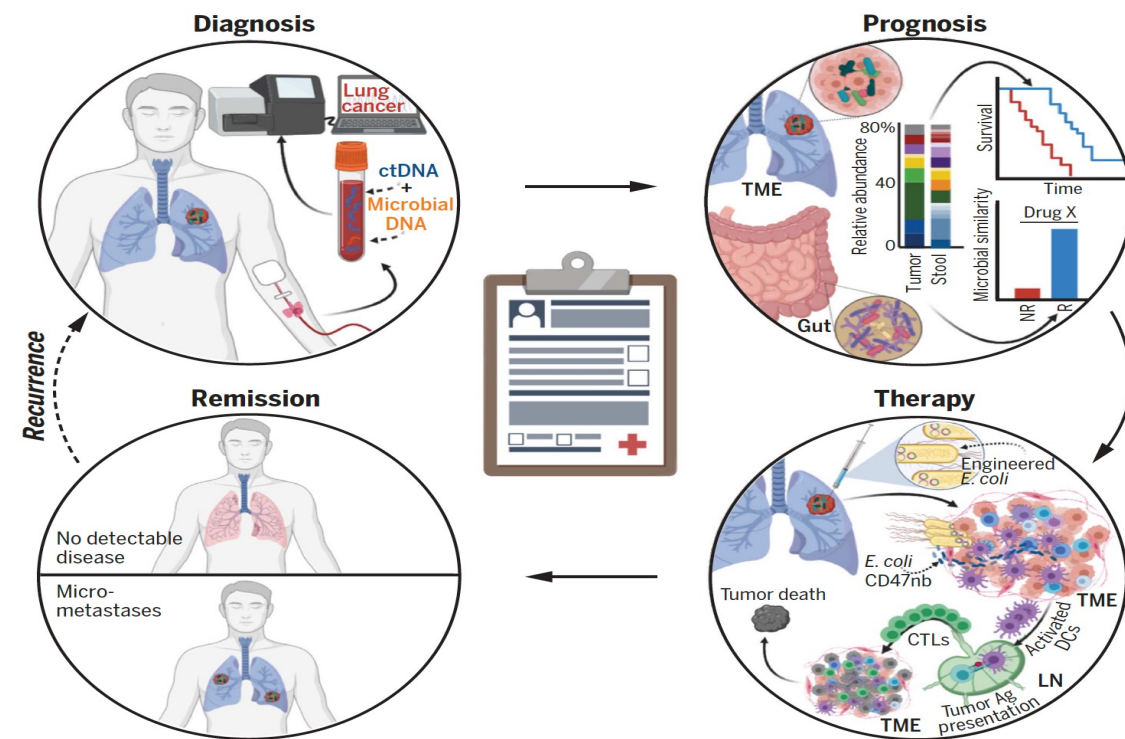 Diagnosis
Lung
cancer
ctDNA
+
Microbial
DNA
Prognosis
TME
Gut
Relative abundance
80%
40
0
Tumor
Stool
Survival
Time
Microbial similarity
Drug X
NR
R
Recurrence
Remission
No detectable
disease
Micro-
metastases
Therapy
Engineered
E. coli
E. coli
CD47nb
TME
Activated
DCs
Tumor death
CTLs
LN
Tumor Ag
presentation
TME